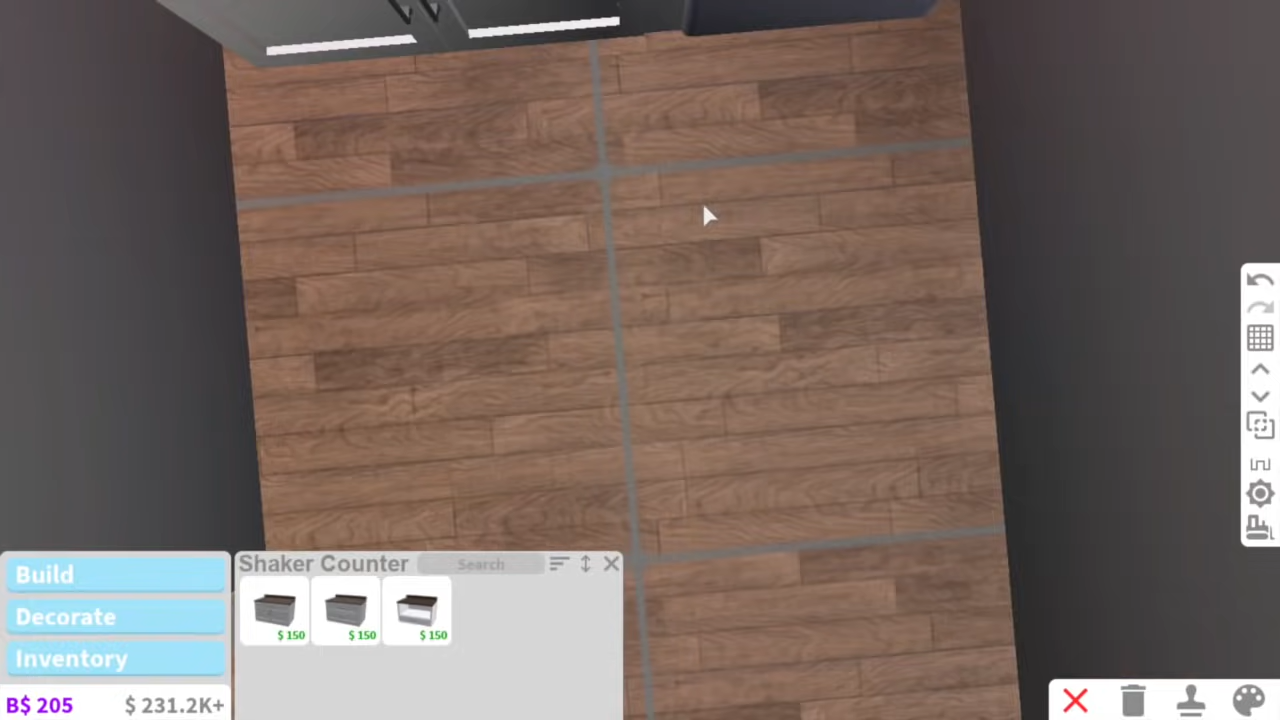 Shaker Counter
Search
$ 150
$ 150
$ 150
Build
Decorate
Inventory
B$ 205
$ 231.2K+